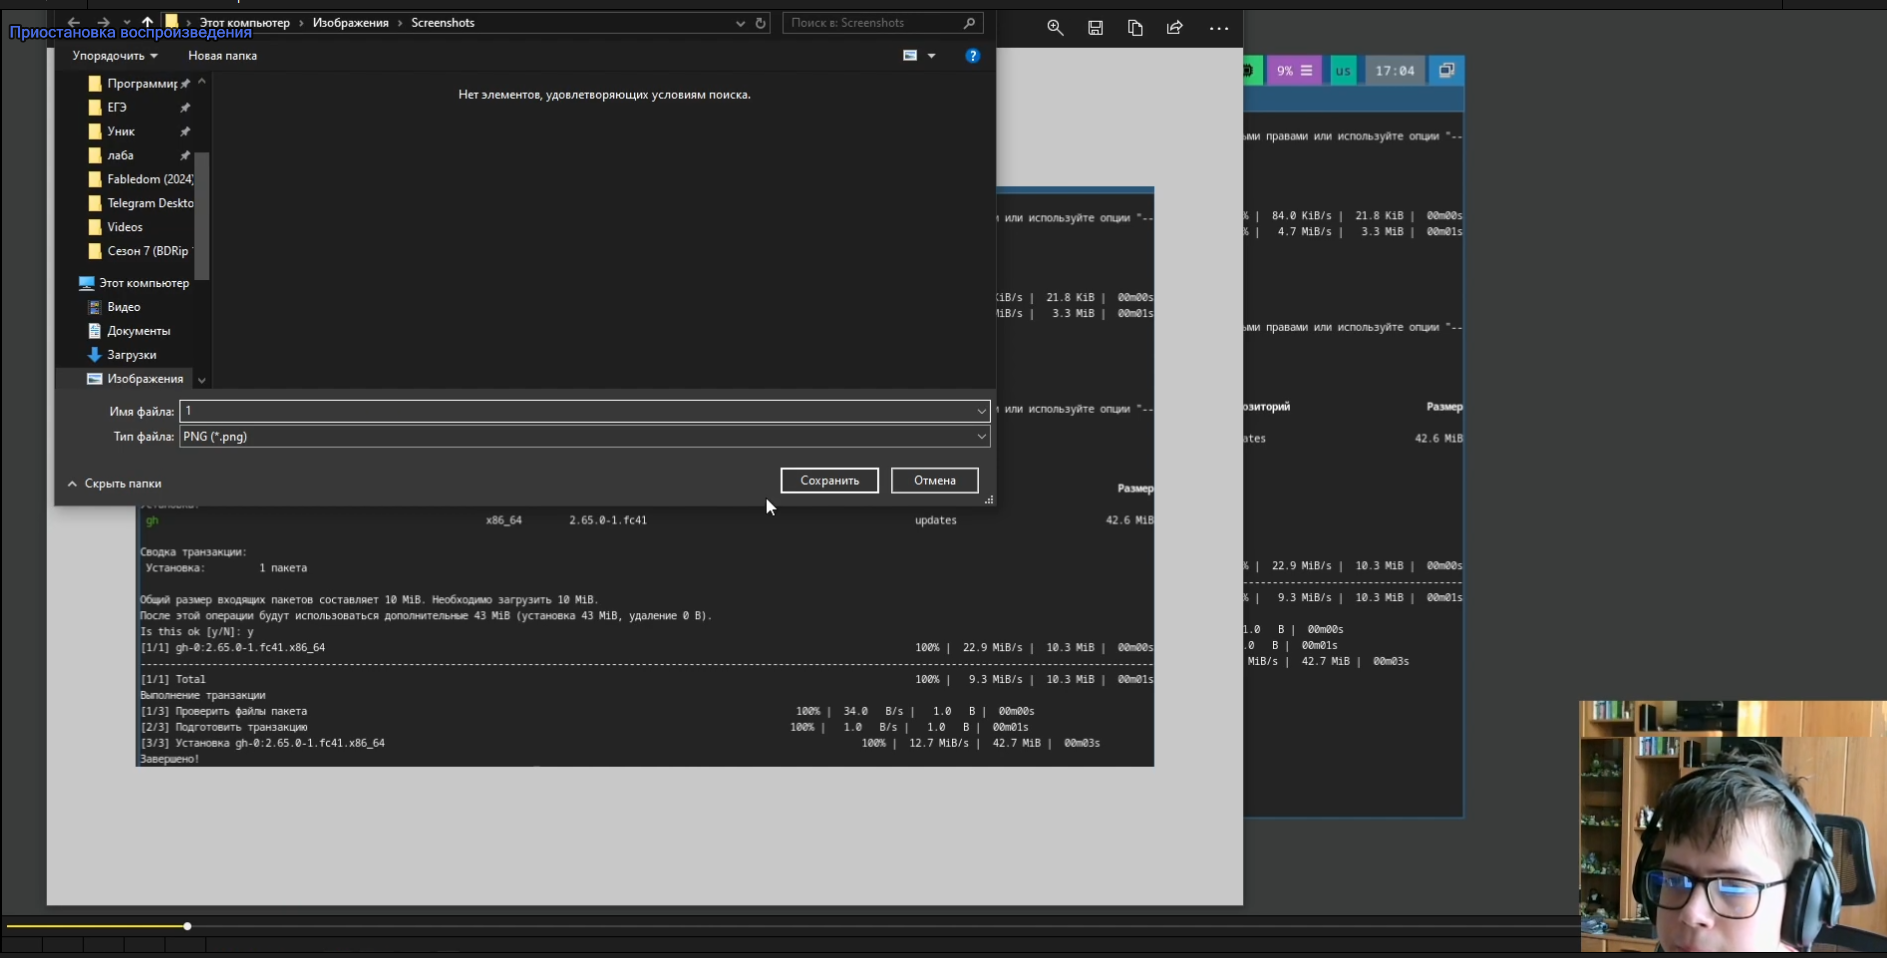 Этот компьютер › Изображения › Screenshots
Поиск в: Screenshots
Приостановка воспроизведения
Упорядочить
Новая папка
9%
us
17:04
Программир
ЕГЭ
Уник
лаба
Fabledom (2024)
Telegram Deskto
Videos
Сезон 7 (BDRip
Этот компьютер
Видео
Документы
Загрузки
Изображения
Нет элементов, удовлетворяющих условиям поиска.
Имя файла: 1
Тип файла: PNG (*.png)
Скрыть папки
Сохранить
Отмена
или используйте опции "--
KiB/s | 21.8 KiB | 00m00s
MiB/s | 3.3 MiB | 00m01s
или используйте опции "--
Размер
gh x86_64 2.65.0-1.fc41 updates 42.6 MiB
Сводка транзакции:
Установка: 1 пакета
Общий размер входящих пакетов составляет 10 MiB. Необходимо загрузить 10 MiB.
После этой операции будут использоваться дополнительные 43 MiB (установка 43 MiB, удаление 0 B).
Is this ok [y/N]: y
[1/1] gh-0:2.65.0-1.fc41.x86_64 100% | 22.9 MiB/s | 10.3 MiB | 00m00s
[1/1] Total 100% | 9.3 MiB/s | 10.3 MiB | 00m01s
Выполнение транзакции
[1/3] Проверить файлы пакета 100% | 34.0 B/s | 1.0 B | 00m00s
[2/3] Подготовить транзакцию 100% | 1.0 B/s | 1.0 B | 00m01s
[3/3] Установка gh-0:2.65.0-1.fc41.x86_64 100% | 12.7 MiB/s | 42.7 MiB | 00m03s
Завершено!
ыми правами или используйте опции "--
% | 84.0 KiB/s | 21.8 KiB | 00m00s
% | 4.7 MiB/s | 3.3 MiB | 00m01s
ыми правами или используйте опции "--
озиторий Размер
ates 42.6 MiB
% | 22.9 MiB/s | 10.3 MiB | 00m00s
% | 9.3 MiB/s | 10.3 MiB | 00m01s
1.0 B | 00m00s
.0 B | 00m01s
MiB/s | 42.7 MiB | 00m03s